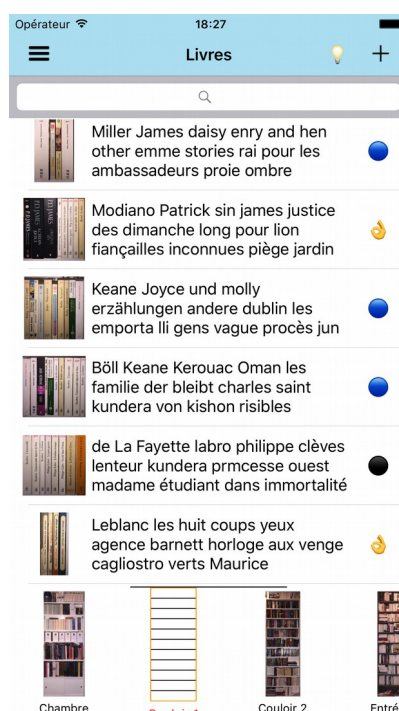 Opérateur 18:27
Livres
Miller James daisy enry and hen
other emme stories rai pour les
ambassadeurs proie ombre
Modiano Patrick sin james justice
des dimanche long pour lion
fiançailles inconnues piège jardin
Keane Joyce und molly
erzählungen andere dublin les
emporta lli gens vague procès jun
Böll Keane Kerouac Oman les
familie der bleibt charles saint
kundera von kishon risibles
de La Fayette labro philippe clèves
lenteur kundera prmcesse ouest
madame étudiant dans immortalité
Leblanc les huit coups yeux
agence barnett horloge aux venge
cagliostro verts Maurice
Chambre Couloir 2 Entré